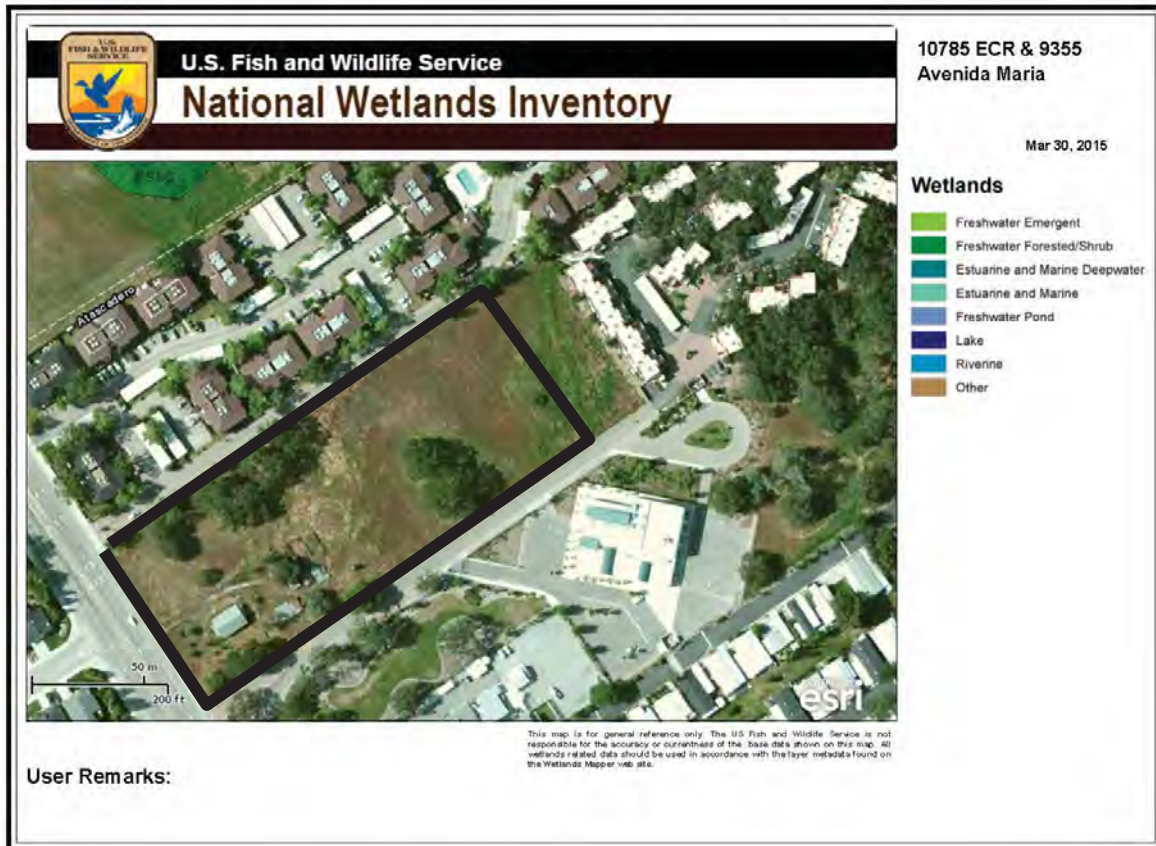 U.S.
FISH & WILDLIFE
SERVICE
U.S. Fish and Wildlife Service
National Wetlands Inventory
10785 ECR & 9355
Avenida Maria
Mar 30, 2015
Wetlands
Freshwater Emergent
Freshwater Forested/Shrub
Estuarine and Marine Deepwater
Estuarine and Marine
Freshwater Pond
Lake
Riverine
Other
Atascadero
50 m
200 ft
esri
This map is for general reference only. The US Fish and Wildlife Service is not
responsible for the accuracy or currentness of the base data shown on this map. All
wetlands related data should be used in accordance with the layer metadata found on
the Wetlands Mapper web site.
User Remarks: